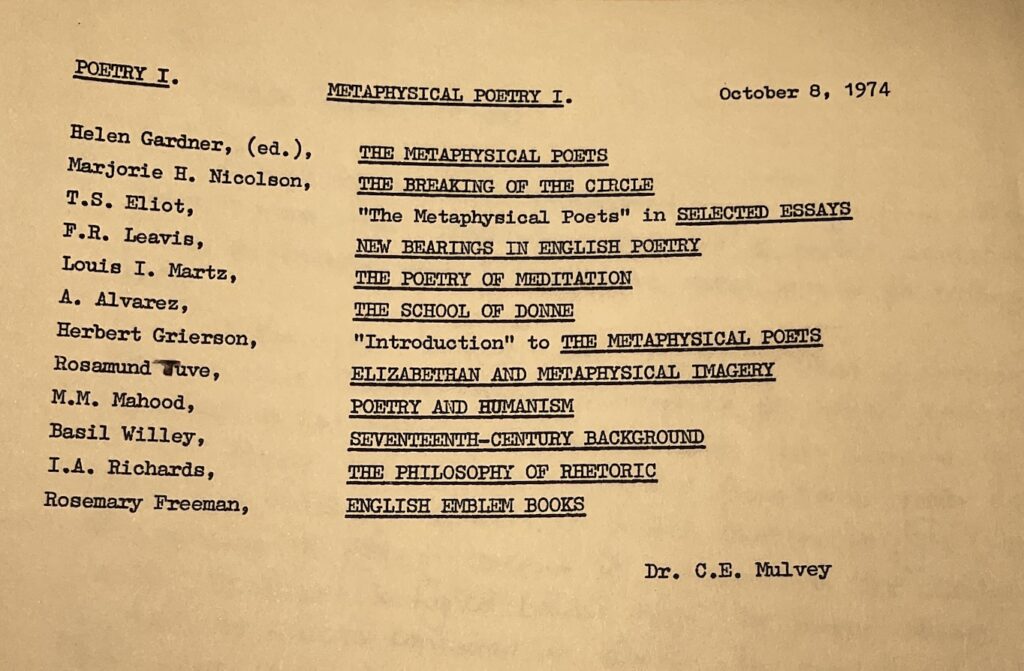 POETRY I.
METAPHYSICAL POETRY I. October 8, 1974
Helen Gardner, (ed.), THE METAPHYSICAL POETS
Marjorie H. Nicolson, THE BREAKING OF THE CIRCLE
T.S. Eliot, "The Metaphysical Poets" in SELECTED ESSAYS
F.R. Leavis, NEW BEARINGS IN ENGLISH POETRY
Louis I. Martz, THE POETRY OF MEDITATION
A. Alvarez, THE SCHOOL OF DONNE
Herbert Grierson, "Introduction" to THE METAPHYSICAL POETS
Rosamund Tuve, ELIZABETHAN AND METAPHYSICAL IMAGERY
M.M. Mahood, POETRY AND HUMANISM
Basil Willey, SEVENTEENTH-CENTURY BACKGROUND
I.A. Richards, THE PHILOSOPHY OF RHETORIC
Rosemary Freeman, ENGLISH EMBLEM BOOKS
Dr. C.E. Mulvey